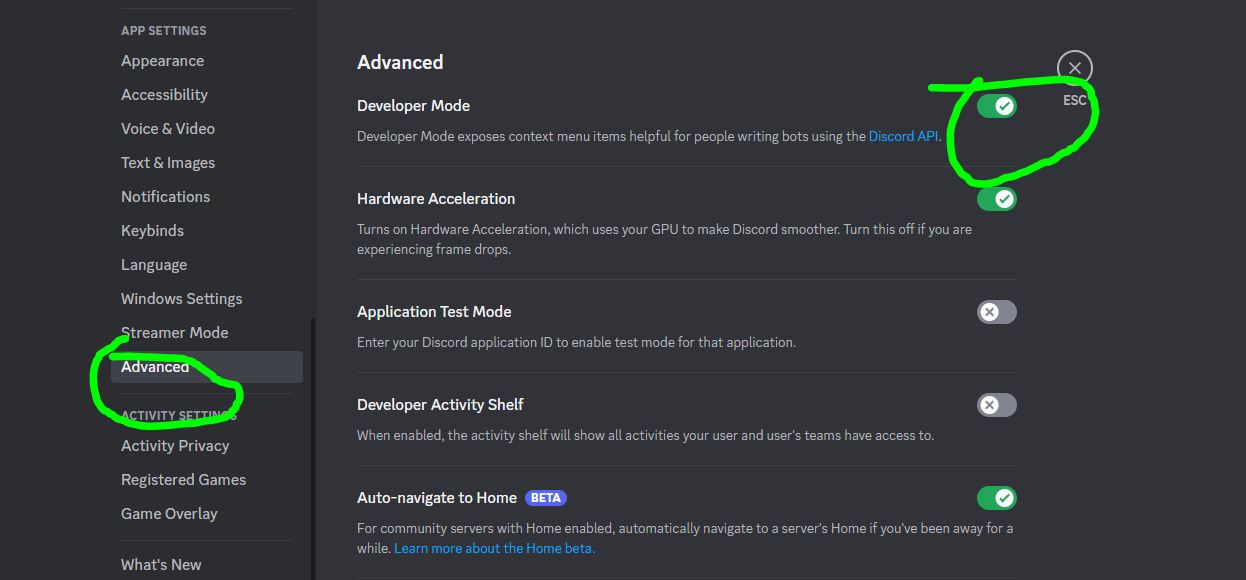 APP SETTINGS
Appearance
Accessibility
Voice & Video
Text & Images
Notifications
Keybinds
Language
Windows Settings
Streamer Mode
Advanced
ACTIVITY SETTINGS
Activity Privacy
Registered Games
Game Overlay
What's New
Advanced
ESC
Developer Mode
Developer Mode exposes context menu items helpful for people writing bots using the Discord API.
Hardware Acceleration
Turns on Hardware Acceleration, which uses your GPU to make Discord smoother. Turn this off if you are
experiencing frame drops.
Application Test Mode
Enter your Discord application ID to enable test mode for that application.
Developer Activity Shelf
When enabled, the activity shelf will show all activities your user and user's teams have access to.
Auto-navigate to Home BETA
For community servers with Home enabled, automatically navigate to a server's Home if you've been away for a
while. Learn more about the Home beta.